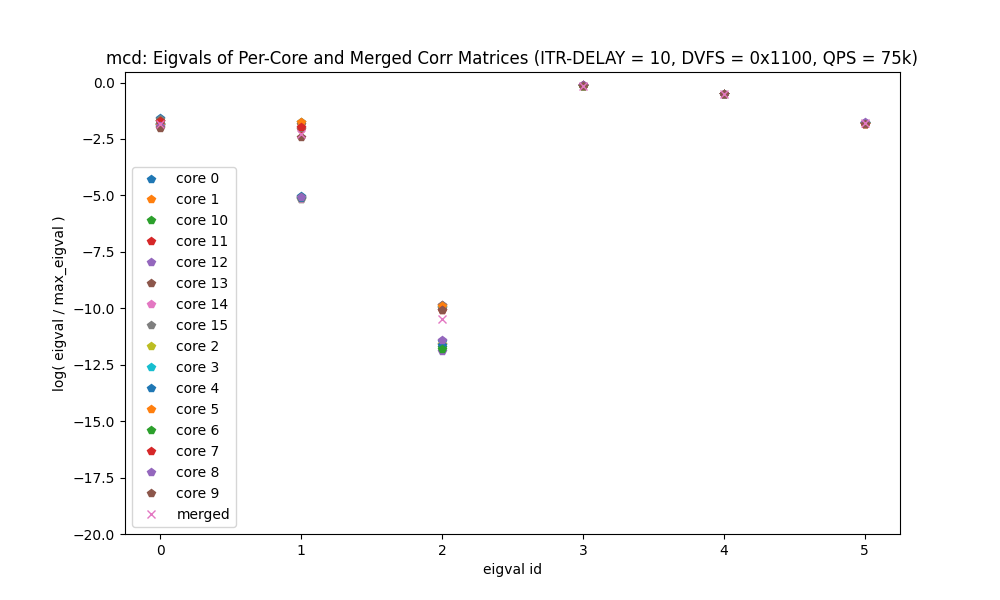 mcd: Eigvals of Per-Core and Merged Corr Matrices (ITR-DELAY = 10, DVFS = 0x1100, QPS = 75k)
log( eigval / max_eigval )
0.0
−2.5
−5.0
−7.5
−10.0
−12.5
−15.0
−17.5
−20.0
core 0
core 1
core 10
core 11
core 12
core 13
core 14
core 15
core 2
core 3
core 4
core 5
core 6
core 7
core 8
core 9
merged
0 1 2 3 4 5
eigval id